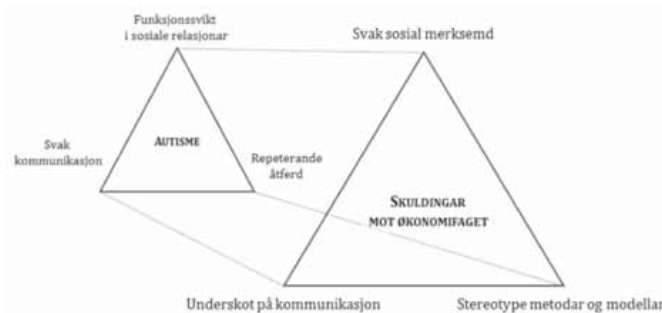 Funksjonssvikt
i sosiale relasjonar
Svak sosial merksemd
Svak
kommunikasjon
AUTISME
Repeterande
åtferd
SKULDINGAR
MOT ØKONOMIFAGET
Underskot på kommunikasjon
Stereotype metodar og modellar